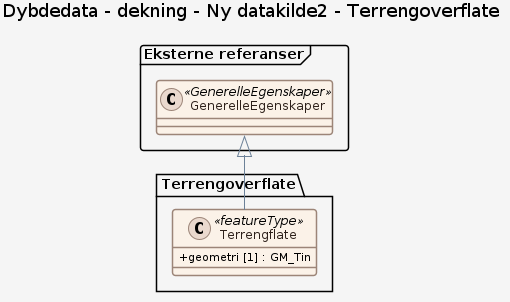 Dybdedata - dekning - Ny datakilde2 - Terrengoverflate
Eksterne referanser
C
«GenerelleEgenskaper»
GenerelleEgenskaper
Terrengoverflate
C
«featureType»
Terrengflate
+geometri [1] : GM_Tin